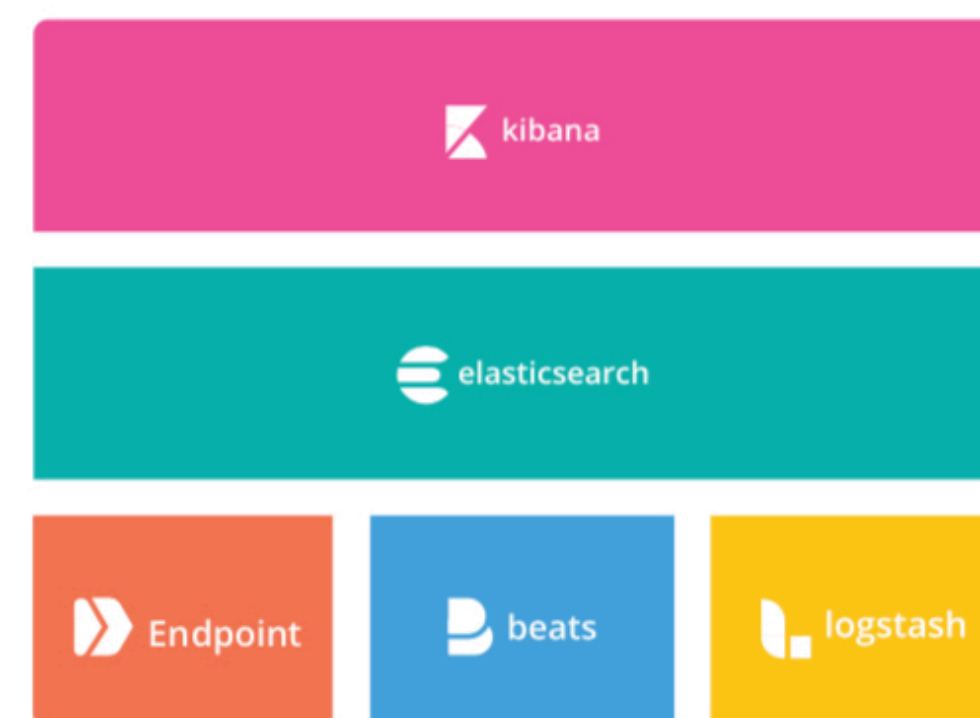 kibana
elasticsearch
Endpoint
beats
logstash